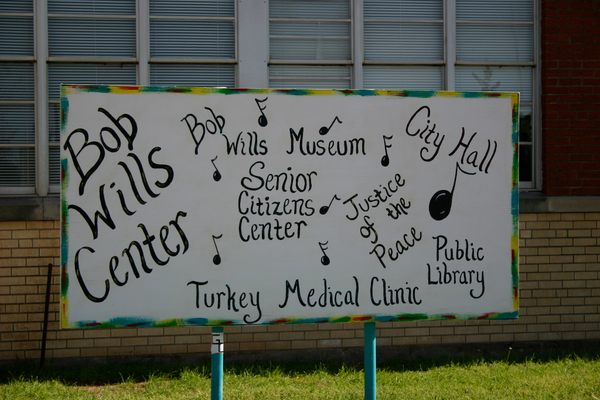 Bob
Wills
Center
Bob
Wills Museum
City Hall
Senior
Citizens
Center
Justice
of the
Peace
Public
Library
Turkey Medical Clinic